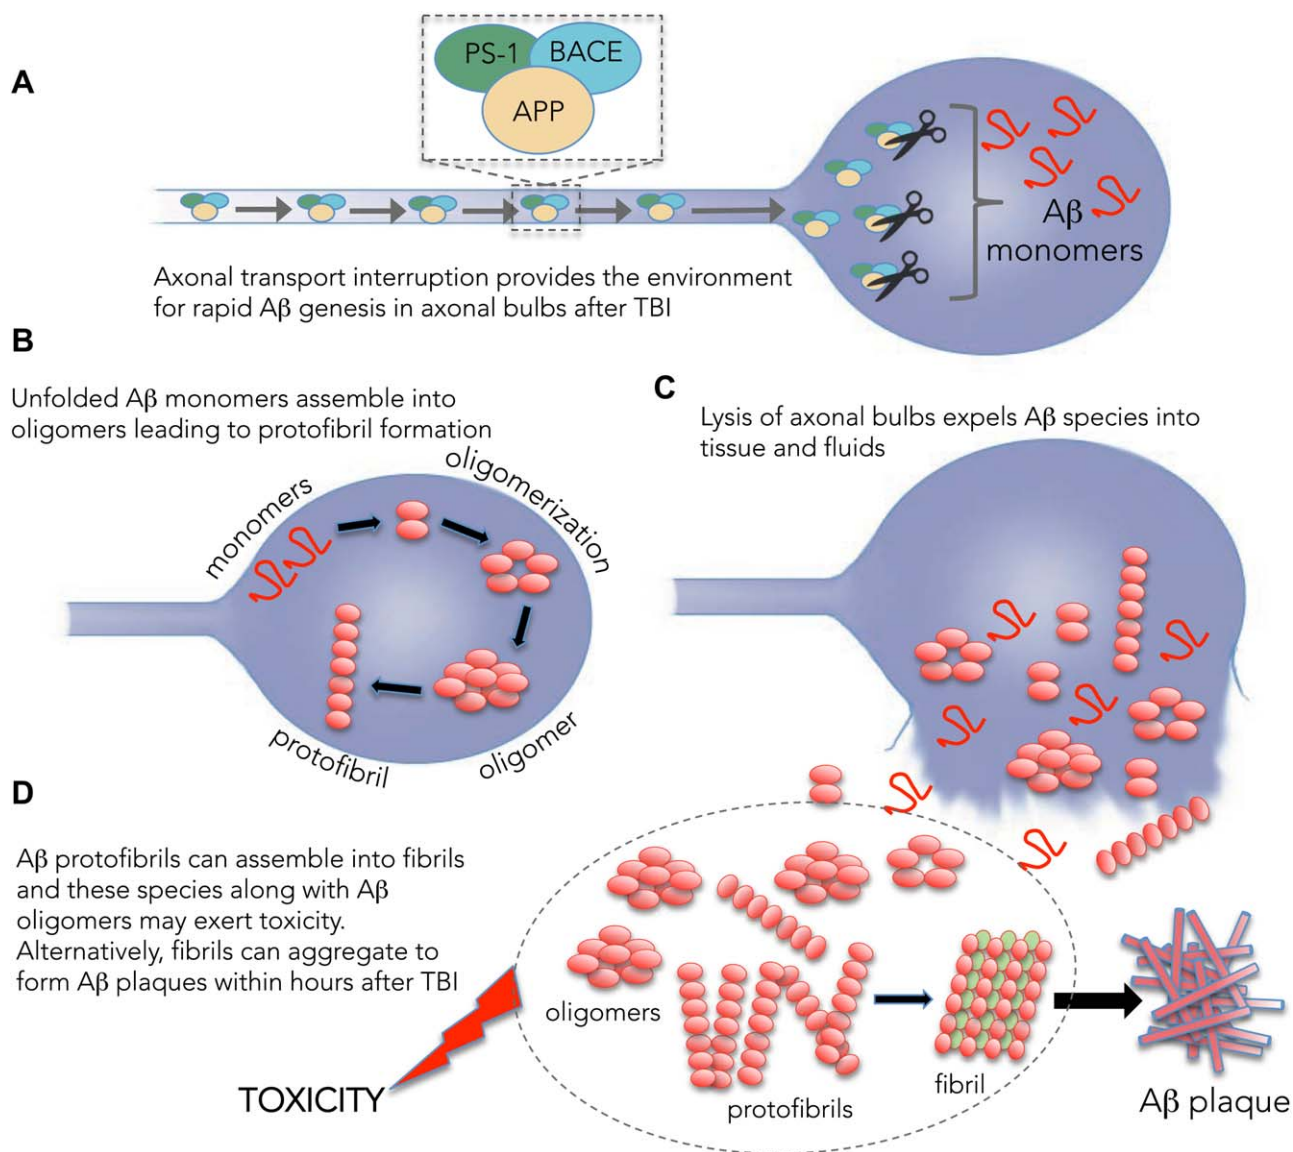 A
PS-1
BACE
APP
Aβ
monomers
Axonal transport interruption provides the environment
for rapid Aβ genesis in axonal bulbs after TBI
B
Unfolded Aβ monomers assemble into
oligomers leading to protofibril formation
monomers
oligomerization
oligomer
protofibril
C
Lysis of axonal bulbs expels Aβ species into
tissue and fluids
D
Aβ protofibrils can assemble into fibrils
and these species along with Aβ
oligomers may exert toxicity.
Alternatively, fibrils can aggregate to
form Aβ plaques within hours after TBI
TOXICITY
oligomers
protofibrils
fibril
Aβ plaque